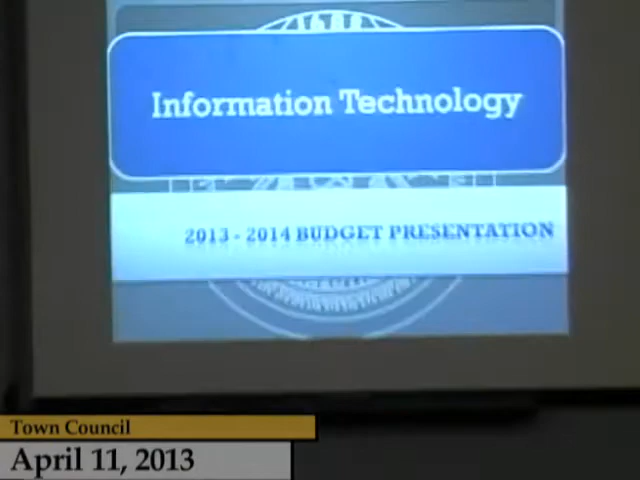 Information Technology
2013 - 2014 BUDGET PRESENTATION
Town Council
April 11, 2013